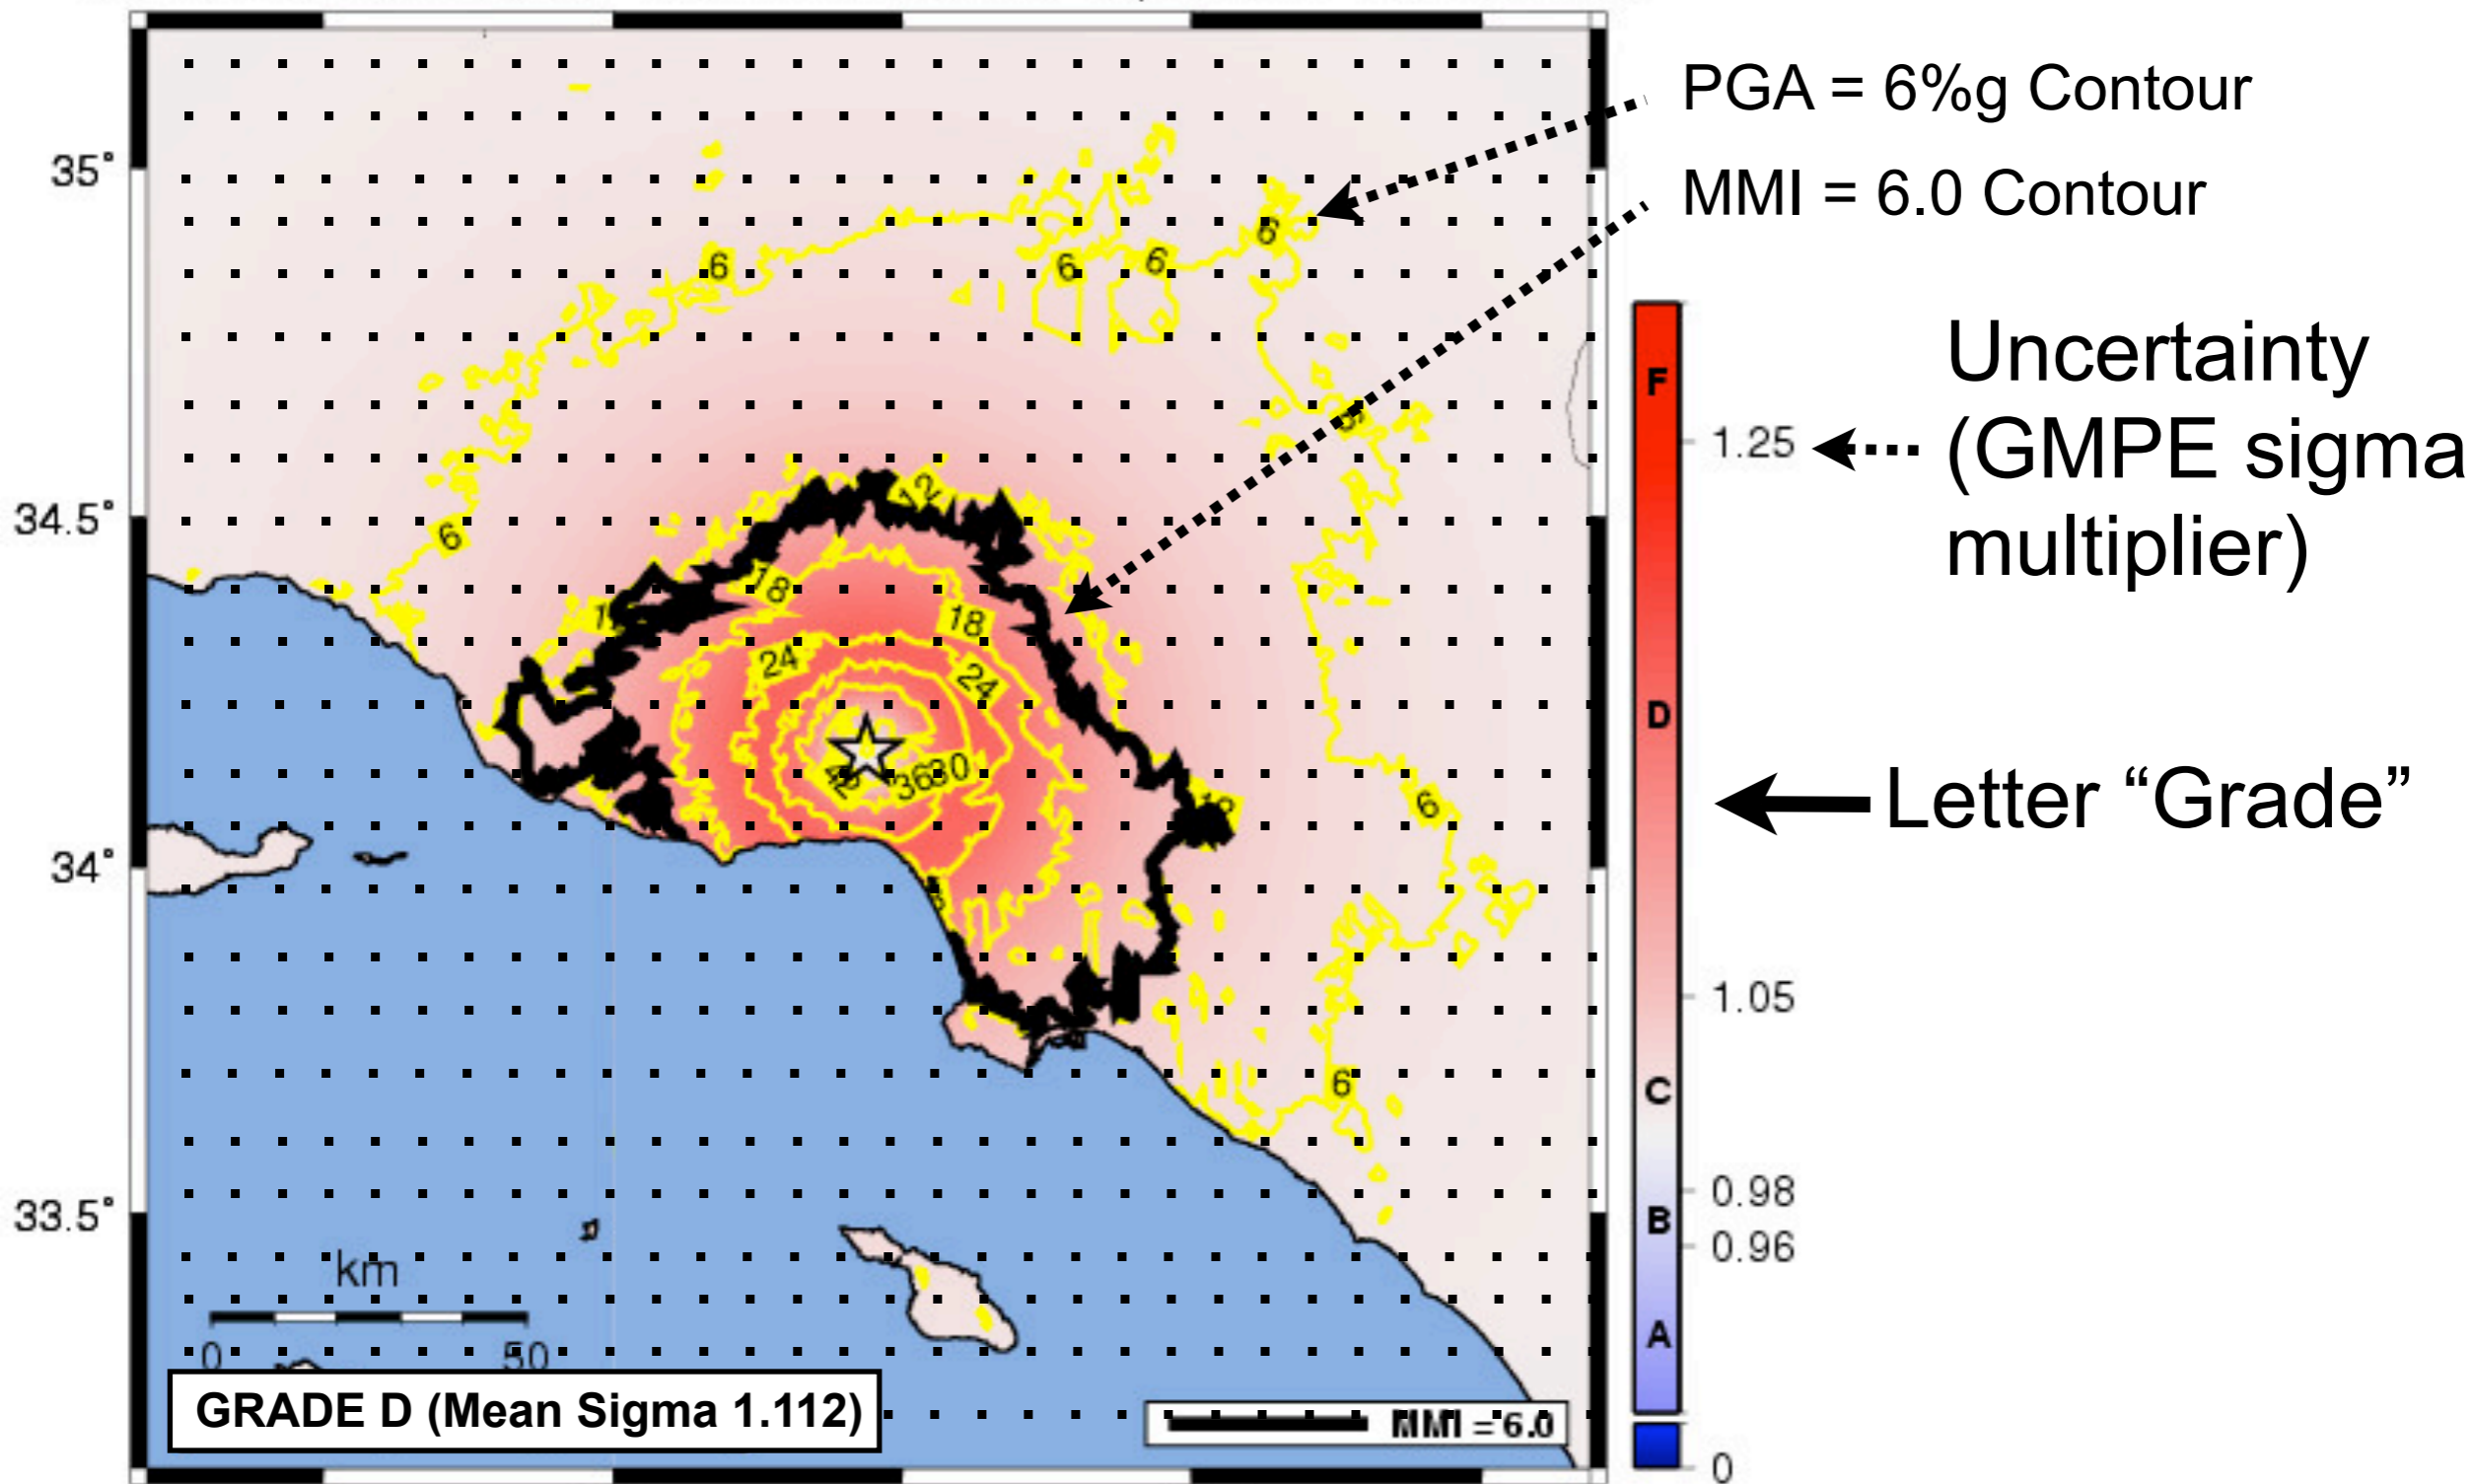 PGA = 6%g Contour
MMI = 6.0 Contour
35°
34.5°
34°
33.5°
6
6
6
6
6
12
18
18
24
24
36
30
6
6
km
0
50
GRADE D (Mean Sigma 1.112)
MMI = 6.0
F
D
C
B
A
1.25
1.05
0.98
0.96
0
Uncertainty
(GMPE sigma
multiplier)
Letter “Grade”